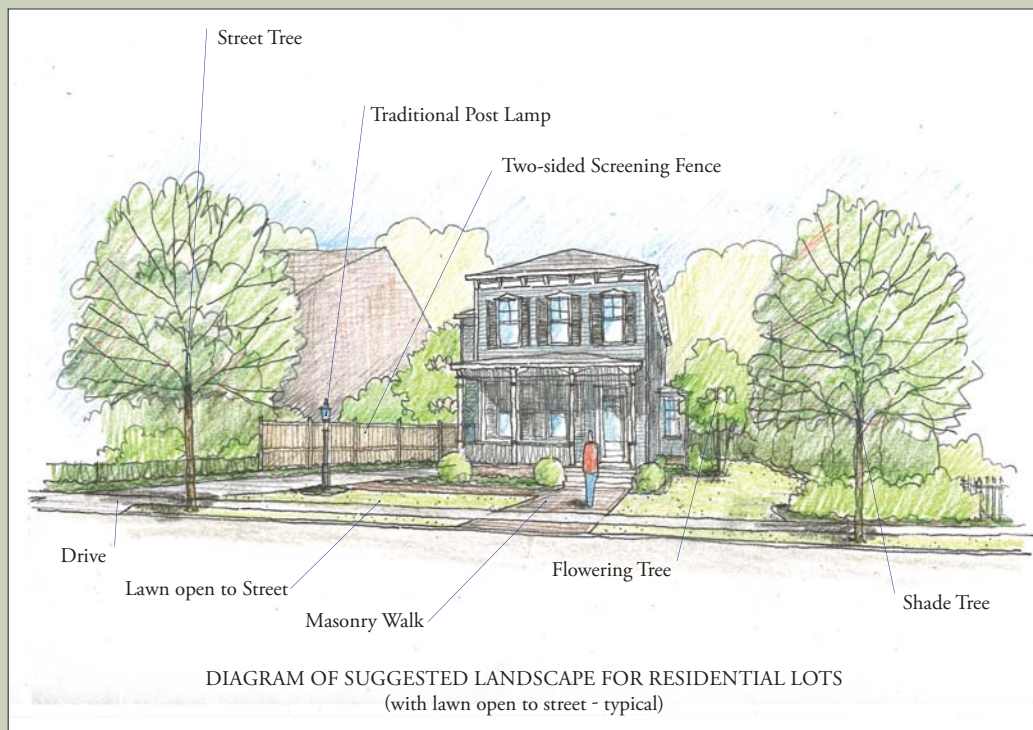 Street Tree
Traditional Post Lamp
Two-sided Screening Fence
Drive
Lawn open to Street
Masonry Walk
Flowering Tree
Shade Tree
DIAGRAM OF SUGGESTED LANDSCAPE FOR RESIDENTIAL LOTS
(with lawn open to street - typical)